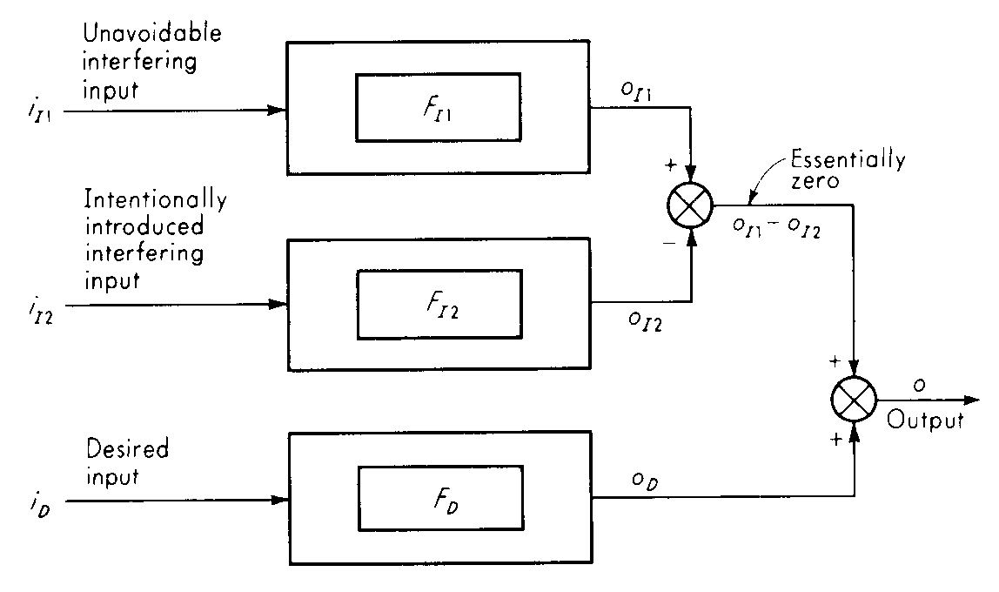 Unavoidable
interfering
input
i_I1
F_I1
o_I1
+
Essentially
zero
Intentionally
introduced
interfering
input
−
o_I1 − o_I2
i_I2
F_I2
o_I2
+
o
Output
+
Desired
input
i_D
F_D
o_D